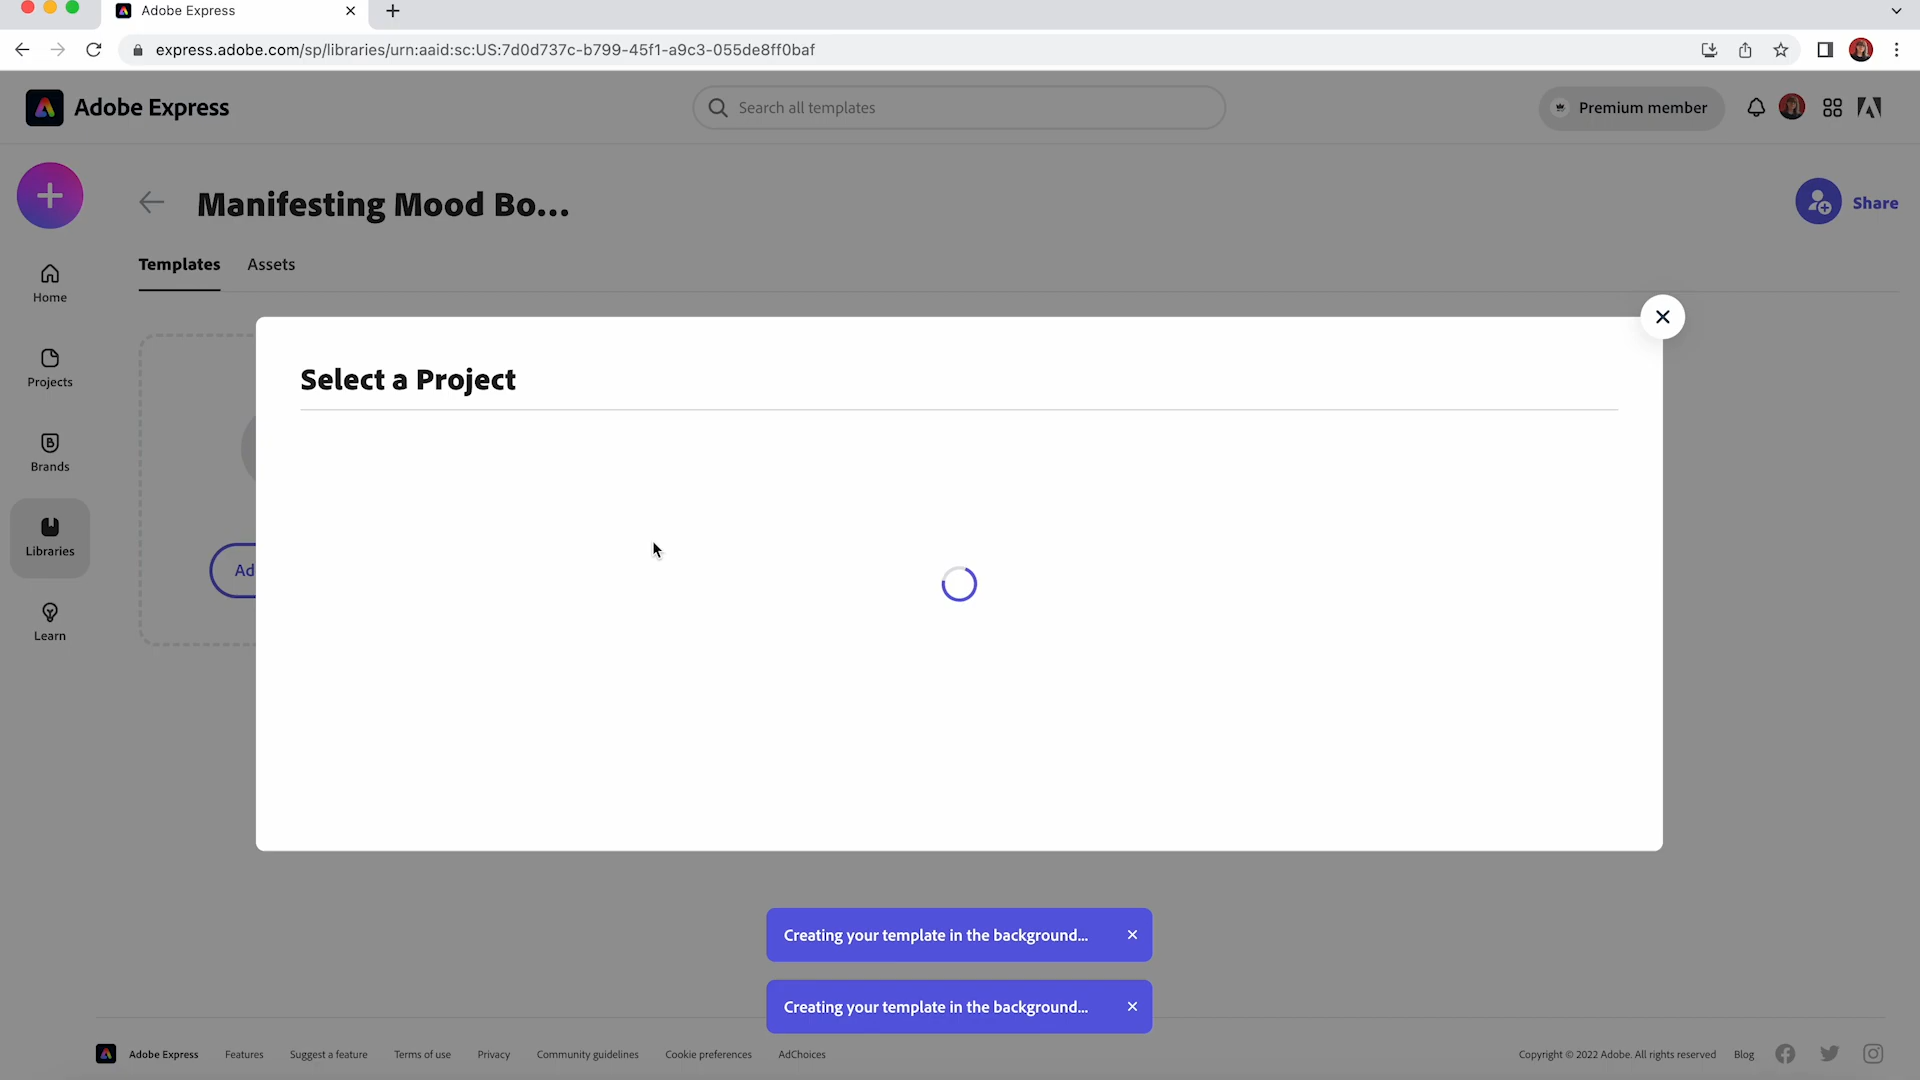 Adobe Express
express.adobe.com/sp/libraries/urn:aaid:sc:US:7d0d737c-b799-45f1-a9c3-055de8ff0baf
Adobe Express
Search all templates
Premium member
Manifesting Mood Bo...
Share
Templates
Assets
Home
Projects
Brands
Libraries
Learn
Select a Project
Ad
Creating your template in the background...
Creating your template in the background...
Adobe Express
Features
Suggest a feature
Terms of use
Privacy
Community guidelines
Cookie preferences
AdChoices
Copyright © 2022 Adobe. All rights reserved
Blog